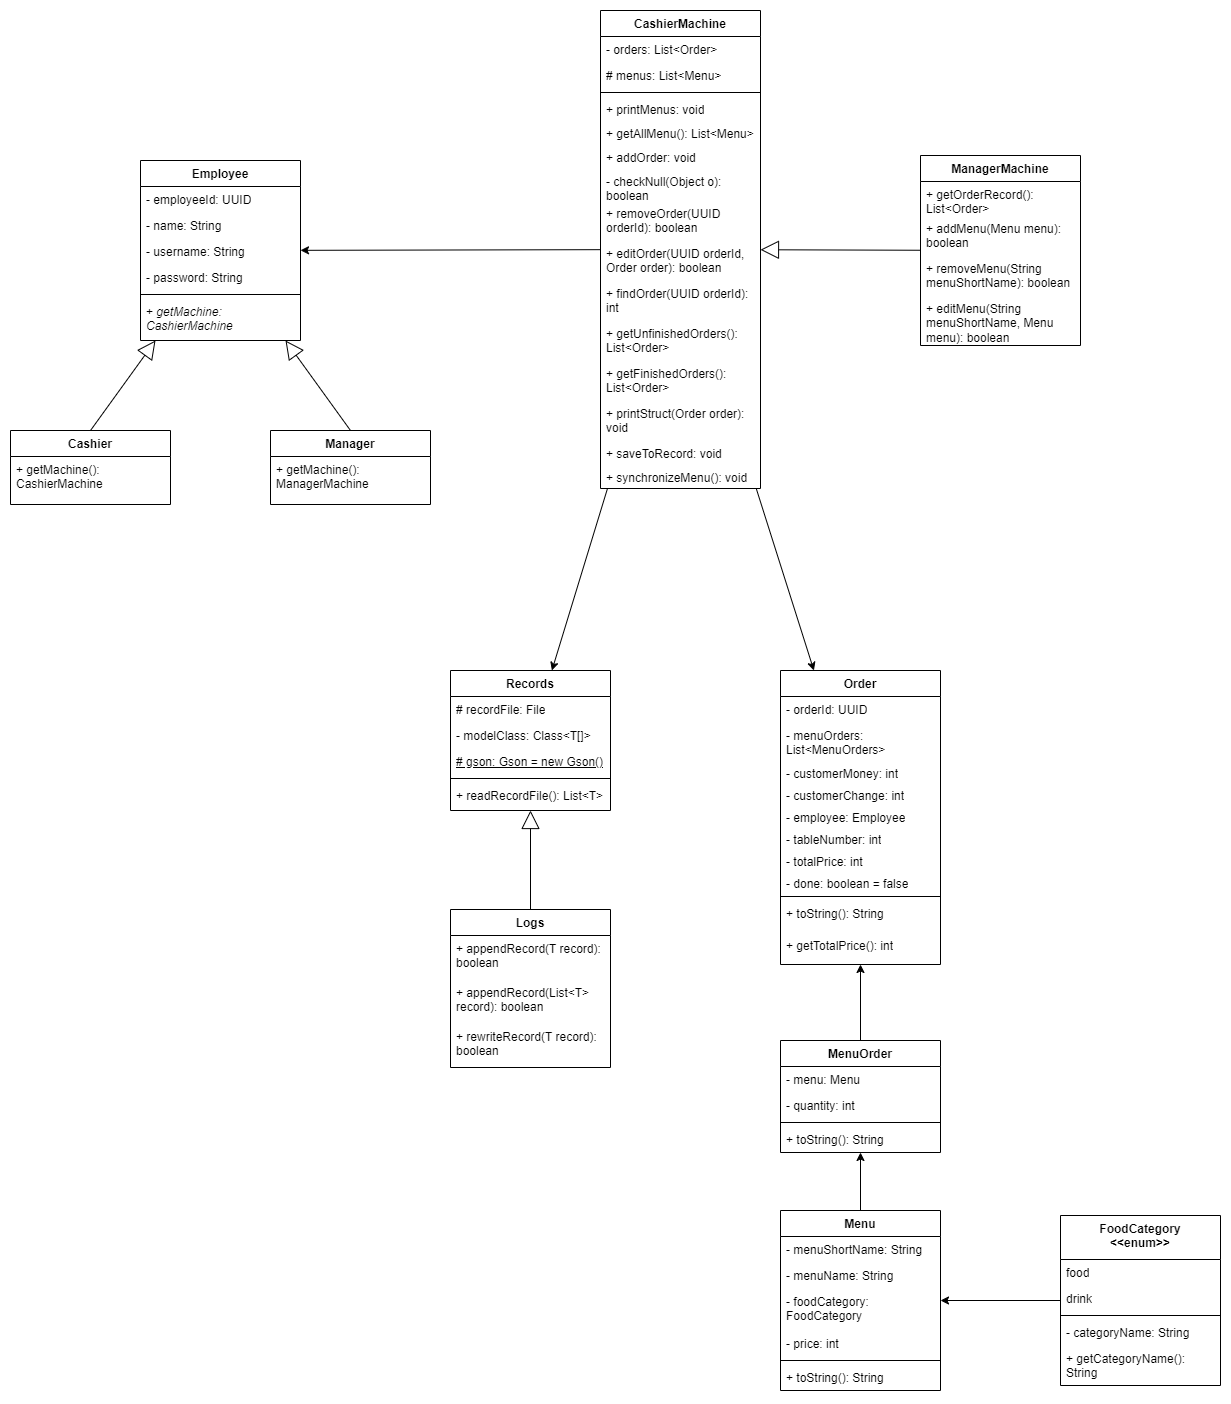 CashierMachine
- orders: List<Order>
# menus: List<Menu>
+ printMenus: void
+ getAllMenu(): List<Menu>
+ addOrder: void
- checkNull(Object o):
boolean
+ removeOrder(UUID
orderId): boolean
+ editOrder(UUID orderId,
Order order): boolean
+ findOrder(UUID orderId):
int
+ getUnfinishedOrders():
List<Order>
+ getFinishedOrders():
List<Order>
+ printStruct(Order order):
void
+ saveToRecord: void
+ synchronizeMenu(): void
Employee
- employeeId: UUID
- name: String
- username: String
- password: String
+ getMachine:
CashierMachine
ManagerMachine
+ getOrderRecord():
List<Order>
+ addMenu(Menu menu):
boolean
+ removeMenu(String
menuShortName): boolean
+ editMenu(String
menuShortName, Menu
menu): boolean
Cashier
+ getMachine():
CashierMachine
Manager
+ getMachine():
ManagerMachine
Records
# recordFile: File
- modelClass: Class<T[]>
# gson: Gson = new Gson()
+ readRecordFile(): List<T>
Order
- orderId: UUID
- menuOrders:
List<MenuOrders>
- customerMoney: int
- customerChange: int
- employee: Employee
- tableNumber: int
- totalPrice: int
- done: boolean = false
+ toString(): String
+ getTotalPrice(): int
Logs
+ appendRecord(T record):
boolean
+ appendRecord(List<T>
record): boolean
+ rewriteRecord(T record):
boolean
MenuOrder
- menu: Menu
- quantity: int
+ toString(): String
Menu
- menuShortName: String
- menuName: String
- foodCategory:
FoodCategory
- price: int
+ toString(): String
FoodCategory
<<enum>>
food
drink
- categoryName: String
+ getCategoryName():
String